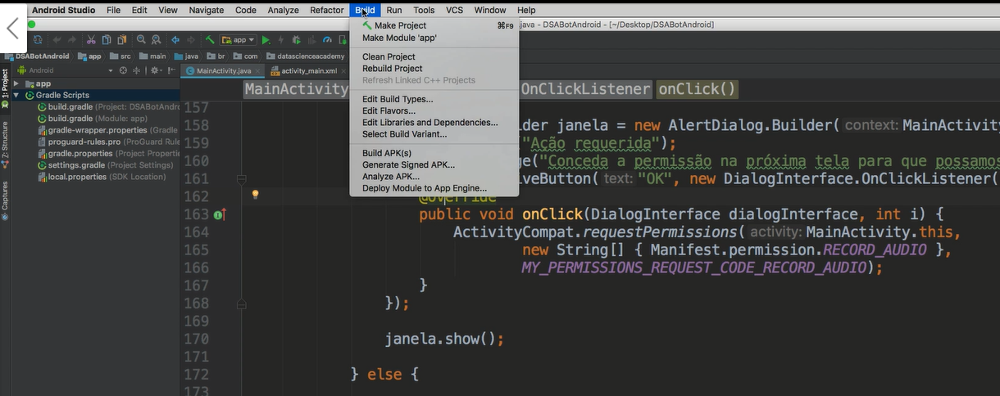 Android Studio File Edit View Navigate Code Analyze Refactor Build Run Tools VCS Window Help
.java - DSABotAndroid - [~/Desktop/DSABotAndroid]
app
DSABotAndroid app src main java br com datascienceacademy
Android
MainActivity.java activity_main.xml
1: Project
7: Structure
Captures
app
Gradle Scripts
build.gradle (Project: DSABotAndro
build.gradle (Module: app)
gradle-wrapper.properties (Gradle
proguard-rules.pro (ProGuard Rule
gradle.properties (Project Propertie
settings.gradle (Project Settings)
local.properties (SDK Location)
Make Project ⌘F9
Make Module 'app'
Clean Project
Rebuild Project
Refresh Linked C++ Projects
Edit Build Types...
Edit Flavors...
Edit Libraries and Dependencies...
Select Build Variant...
Build APK(s)
Generate Signed APK...
Analyze APK...
Deploy Module to App Engine...
MainActivity OnClickListener onClick()
157
158 lder janela = new AlertDialog.Builder( context: MainActivity
159 "Ação requerida");
160 ge("Conceda a permissão na próxima tela para que possamos
161 iveButton( text: "OK", new DialogInterface.OnClickListener(
162 @Override
163 public void onClick(DialogInterface dialogInterface, int i) {
164 ActivityCompat.requestPermissions( activity: MainActivity.this,
165 new String[] { Manifest.permission.RECORD_AUDIO },
166 MY_PERMISSIONS_REQUEST_CODE_RECORD_AUDIO);
167 }
168 });
169
170 janela.show();
171
172 } else {
173